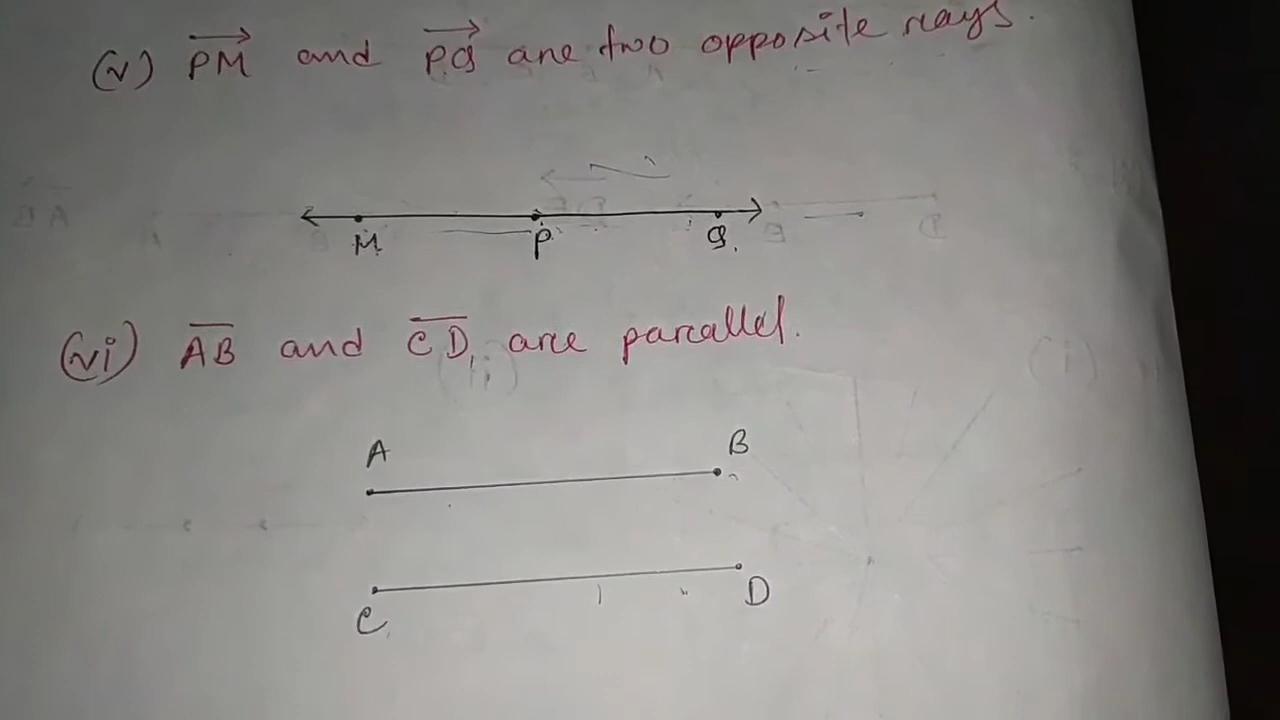 (v) PM and PQ are two opposite rays.
M P Q
(vi) AB and CD, are parallel.
A B
C D